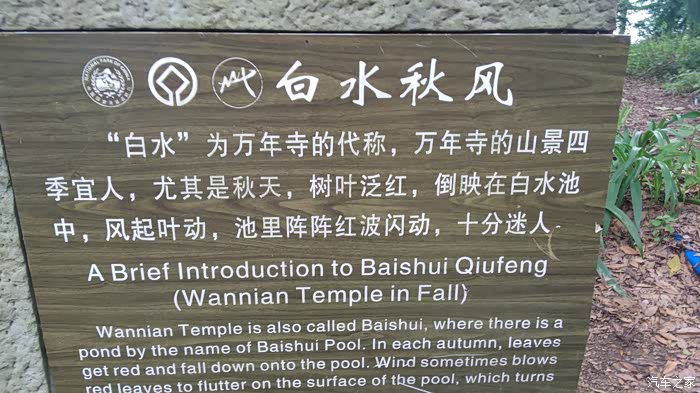 白水秋风
“白水”为万年寺的代称，万年寺的山景四
季宜人，尤其是秋天，树叶泛红，倒映在白水池
中，风起叶动，池里阵阵红波闪动，十分迷人
A Brief Introduction to Baishui Qiufeng
(Wannian Temple in Fall)
Wannian Temple is also called Baishui, where there is a
pond by the name of Baishui Pool. In each autumn, leaves
get red and fall down onto the pool. Wind sometimes blows
red leaves to flutter on the surface of the pool, which turns
汽车之家